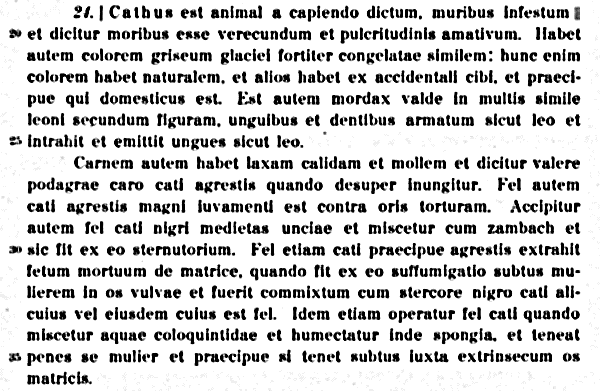 21. | Cathus est animal a capiendo dictum, muribus infestum
20 et dicitur moribus esse verecundum et pulcritudinis amativum. Habet
autem colorem griseum glaciei fortiter congelatae similem: hunc enim
colorem habet naturalem, et alios habet ex accidentali cibi, et praeci-
pue qui domesticus est. Est autem mordax valde in multis simile
leoni secundum figuram, unguibus et dentibus armatum sicut leo et
25 intrahit et emittit ungues sicut leo.
Carnem autem habet laxam calidam et mollem et dicitur valere
podagrae caro cati agrestis quando desuper inungitur. Fel autem
cati agrestis magni iuvamenti est contra oris torturam. Accipitur
autem fel cati nigri medietas unciae et miscetur cum zambach et
30 sic fit ex eo sternutorium. Fel etiam cati praecipue agrestis extrahit
fetum mortuum de matrice, quando fit ex eo suffumigatio subtus mu-
lierem in os vulvae et fuerit commixtum cum stercore nigro cati ali-
cuius vel eiusdem cuius est fel. Idem etiam operatur fel cati quando
miscetur aquae coloquintidae et humectatur inde spongia, et teneat
35 penes se mulier et praecipue si tenet subtus iuxta extrinsecum os
matricis.